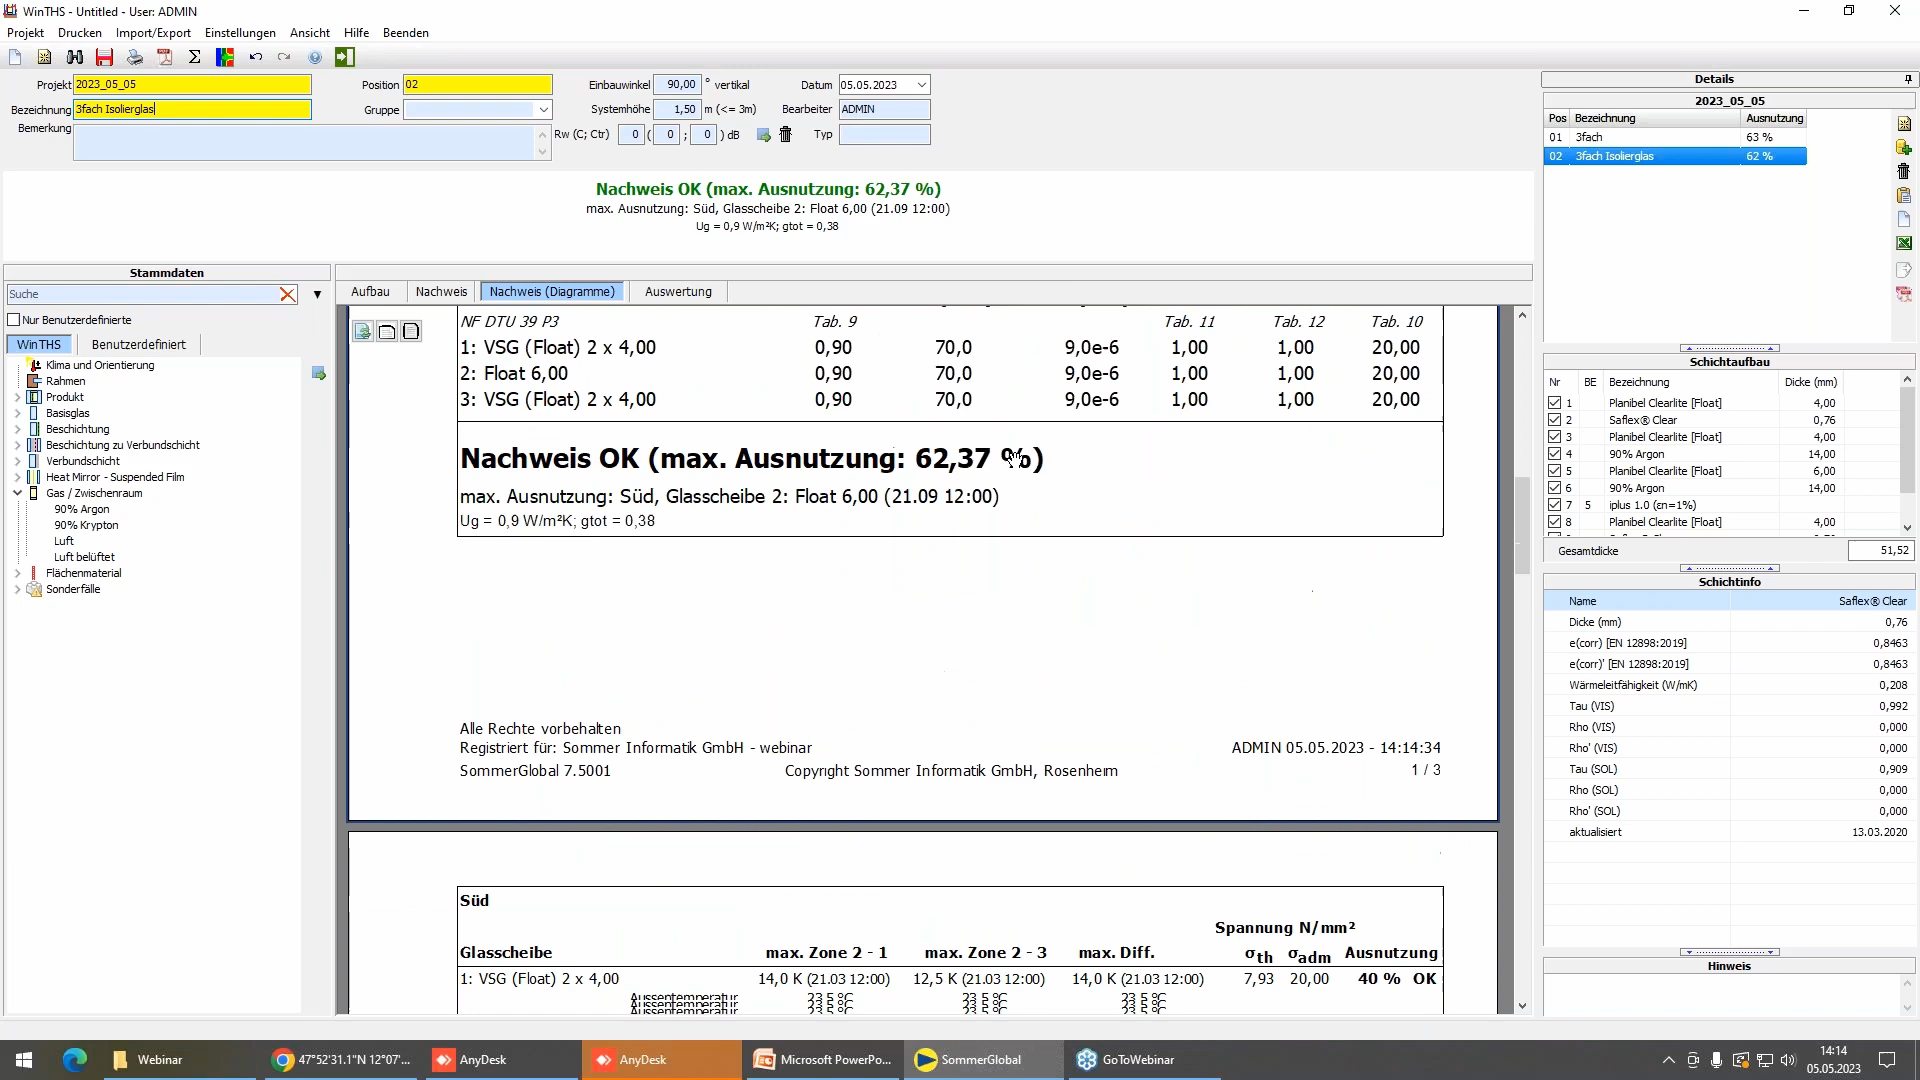 WinTHS - Untitled - User: ADMIN
Projekt Drucken Import/Export Einstellungen Ansicht Hilfe Beenden
Projekt 2023_05_05 Position 02 Einbauwinkel 90,00 ° vertikal Datum 05.05.2023
Bezeichnung 3fach Isolierglas Gruppe Systemhöhe 1,50 m (<= 3m) Bearbeiter ADMIN
Bemerkung Rw (C; Ctr) 0 ( 0 ; 0 ) dB Typ
Nachweis OK (max. Ausnutzung: 62,37 %)
max. Ausnutzung: Süd, Glasscheibe 2: Float 6,00 (21.09 12:00)
Ug = 0,9 W/m²K; gtot = 0,38
Stammdaten
Suche
Nur Benutzerdefinierte
WinTHS Benutzerdefiniert
Klima und Orientierung
Rahmen
Produkt
Basisglas
Beschichtung
Beschichtung zu Verbundschicht
Verbundschicht
Heat Mirror - Suspended Film
Gas / Zwischenraum
90% Argon
90% Krypton
Luft
Luft belüftet
Flächenmaterial
Sonderfälle
Aufbau Nachweis Nachweis (Diagramme) Auswertung
NF DTU 39 P3 Tab. 9 Tab. 11 Tab. 12 Tab. 10
1: VSG (Float) 2 x 4,00 0,90 70,0 9,0e-6 1,00 1,00 20,00
2: Float 6,00 0,90 70,0 9,0e-6 1,00 1,00 20,00
3: VSG (Float) 2 x 4,00 0,90 70,0 9,0e-6 1,00 1,00 20,00
Nachweis OK (max. Ausnutzung: 62,37 %)
max. Ausnutzung: Süd, Glasscheibe 2: Float 6,00 (21.09 12:00)
Ug = 0,9 W/m²K; gtot = 0,38
Alle Rechte vorbehalten
Registriert für: Sommer Informatik GmbH - webinar ADMIN 05.05.2023 - 14:14:34
SommerGlobal 7.5001 Copyright Sommer Informatik GmbH, Rosenheim 1 / 3
Süd
Spannung N/mm²
Glasscheibe max. Zone 2 - 1 max. Zone 2 - 3 max. Diff. σth σadm Ausnutzung
1: VSG (Float) 2 x 4,00 14,0 K (21.03 12:00) 12,5 K (21.03 12:00) 14,0 K (21.03 12:00) 7,93 20,00 40 % OK
Aussentemperatur 23,5 °C 23,5 °C 23,5 °C
Details
2023_05_05
Pos Bezeichnung Ausnutzung
01 3fach 63 %
02 3fach Isolierglas 62 %
Schichtaufbau
Nr BE Bezeichnung Dicke (mm)
1 Planibel Clearlite [Float] 4,00
2 Saflex® Clear 0,76
3 Planibel Clearlite [Float] 4,00
4 90% Argon 14,00
5 Planibel Clearlite [Float] 6,00
6 90% Argon 14,00
7 5 iplus 1.0 (εn=1%)
8 Planibel Clearlite [Float] 4,00
Gesamtdicke 51,52
Schichtinfo
Name Saflex® Clear
Dicke (mm) 0,76
e(corr) [EN 12898:2019] 0,8463
e(corr)' [EN 12898:2019] 0,8463
Wärmeleitfähigkeit (W/mK) 0,208
Tau (VIS) 0,992
Rho (VIS) 0,000
Rho' (VIS) 0,000
Tau (SOL) 0,909
Rho (SOL) 0,000
Rho' (SOL) 0,000
aktualisiert 13.03.2020
Hinweis
Webinar 47°52'31.1"N 12°07'... AnyDesk AnyDesk Microsoft PowerPo... SommerGlobal GoToWebinar
14:14
05.05.2023